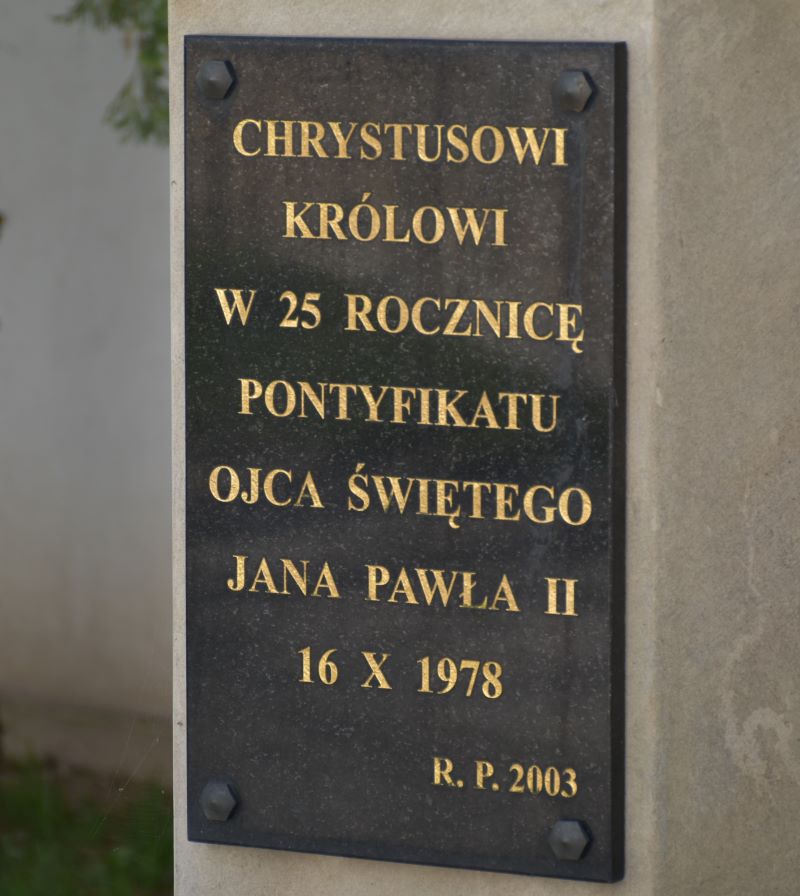 CHRYSTUSOWI
KRÓLOWI
W 25 ROCZNICĘ
PONTYFIKATU
OJCA ŚWIĘTEGO
JANA PAWŁA II
16 X 1978
R. P. 2003